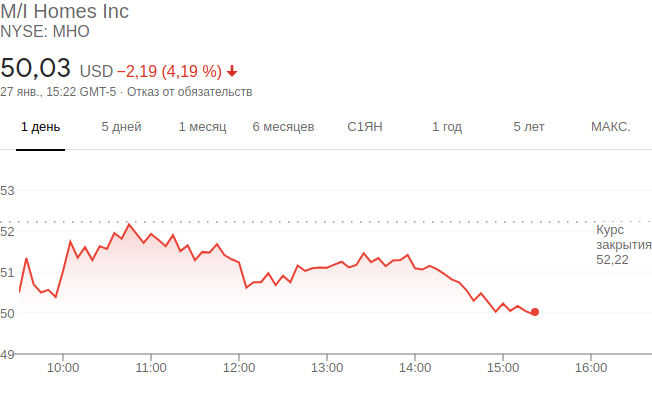 M/I Homes Inc
NYSE: MHO
50,03 USD −2,19 (4,19 %)
27 янв., 15:22 GMT-5 · Отказ от обязательств
1 день 5 дней 1 месяц 6 месяцев С1ЯН 1 год 5 лет МАКС.
53
52
51
50
49
Курс
закрытия
52,22
10:00 11:00 12:00 13:00 14:00 15:00 16:00